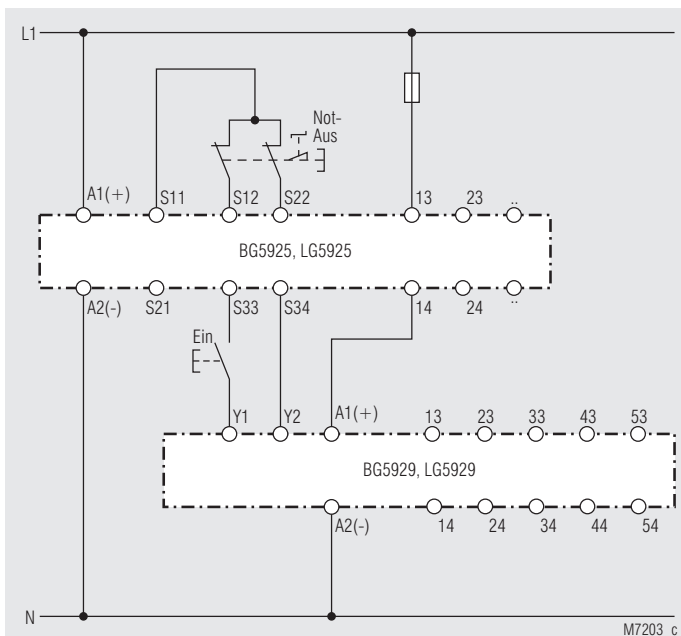 L1
Not-
Aus
A1(+) S11 S12 S22 13 23 ..
BG5925, LG5925
A2(-) S21 S33 S34 14 24 ..
Ein
Y1 Y2 A1(+) 13 23 33 43 53
BG5929, LG5929
A2(-) 14 24 34 44 54
N
M7203_c